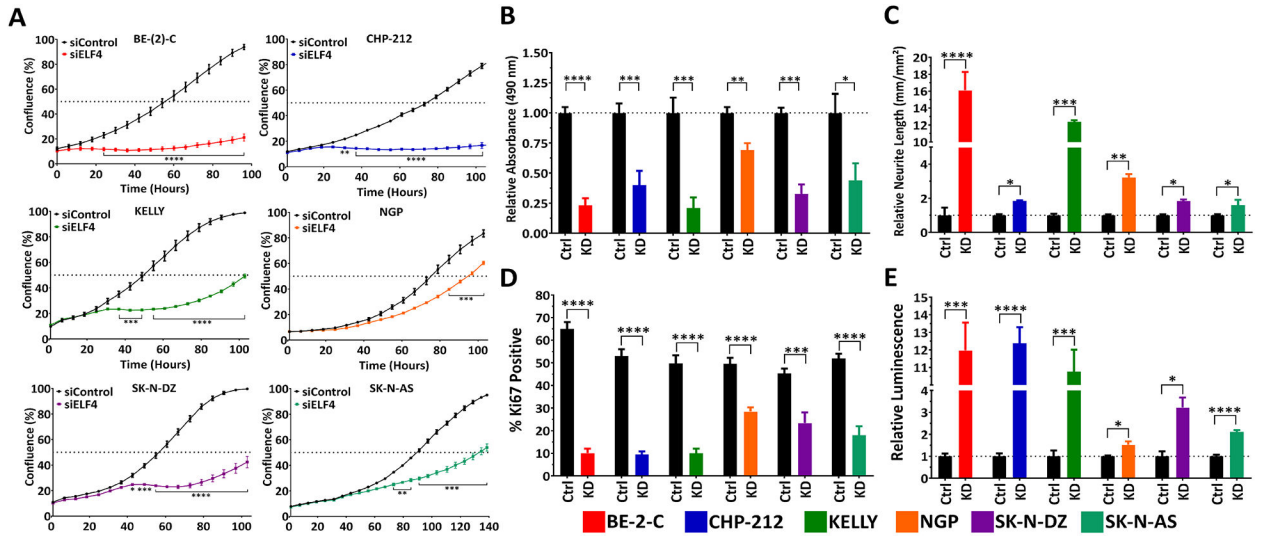 A
BE-(2)-C
siControl
siELF4
Confluence (%)
100
80
60
40
20
0
****
0 20 40 60 80 100
Time (Hours)
CHP-212
siControl
siELF4
Confluence (%)
100
80
60
40
20
0
**
****
0 20 40 60 80 100
Time (Hours)
KELLY
siControl
siELF4
Confluence (%)
100
80
60
40
20
0
***
****
0 20 40 60 80 100
Time (Hours)
NGP
siControl
siELF4
Confluence (%)
100
80
60
40
20
0
***
0 20 40 60 80 100
Time (Hours)
SK-N-DZ
siControl
siELF4
Confluence (%)
100
80
60
40
20
0
****
****
0 20 40 60 80 100
Time (Hours)
SK-N-AS
siControl
siELF4
Confluence (%)
100
80
60
40
20
0
**
***
0 20 40 60 80 100 120 140
Time (Hours)
B
Relative Absorbance (490 nm)
1.50
1.25
1.00
0.75
0.50
0.25
0.00
**** *** *** ** *** *
Ctrl KD Ctrl KD Ctrl KD Ctrl KD Ctrl KD Ctrl KD
C
Relative Neurite Length (mm/mm²)
20
18
16
14
12
10
6
4
2
0
**** * *** ** * *
Ctrl KD Ctrl KD Ctrl KD Ctrl KD Ctrl KD Ctrl KD
D
% Ki67 Positive
80
70
60
50
40
30
20
10
0
**** **** **** **** *** ****
Ctrl KD Ctrl KD Ctrl KD Ctrl KD Ctrl KD Ctrl KD
E
Relative Luminescence
15
14
13
12
11
10
4
3
2
1
0
*** **** *** * * ****
Ctrl KD Ctrl KD Ctrl KD Ctrl KD Ctrl KD Ctrl KD
BE-2-C CHP-212 KELLY NGP SK-N-DZ SK-N-AS